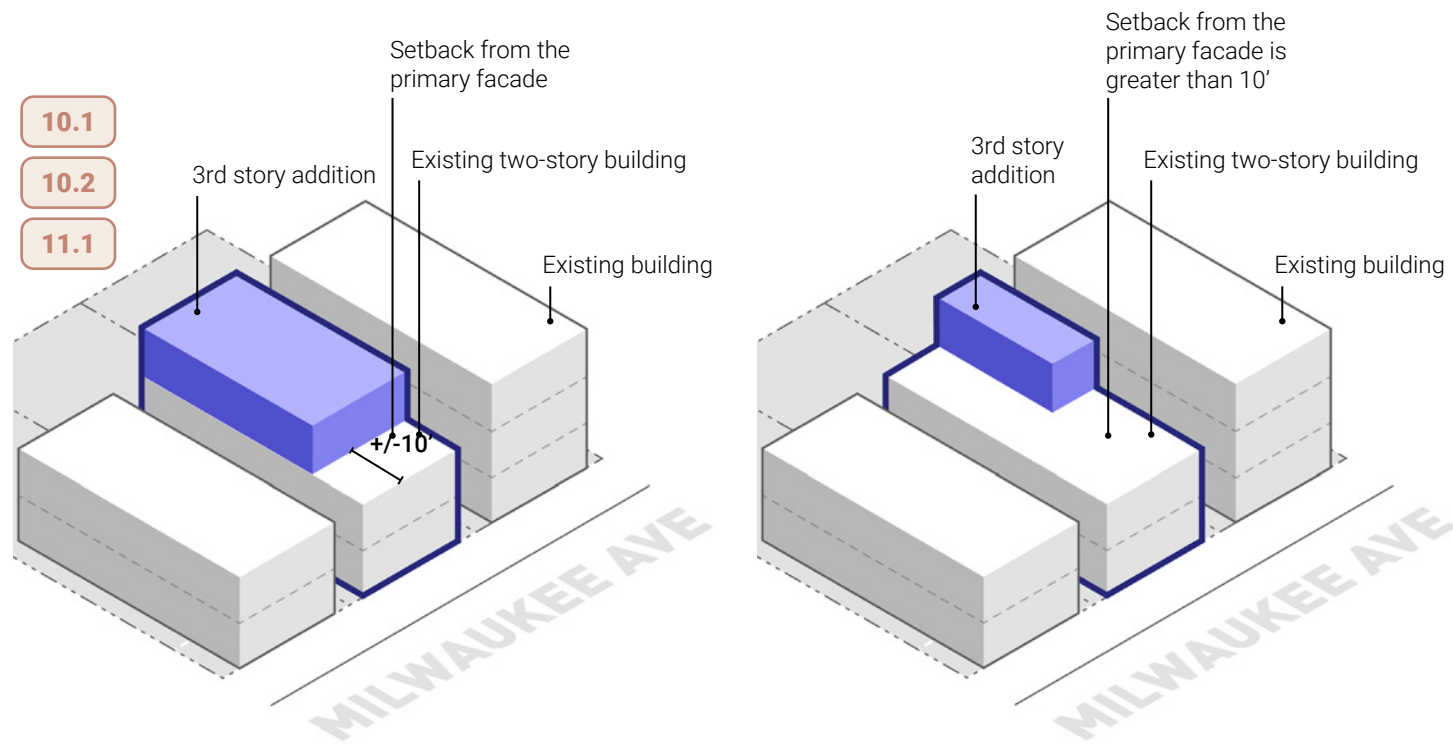 10.1
10.2
11.1
Setback from the
primary facade
3rd story addition
Existing two-story building
Existing building
+/-10'
MILWAUKEE AVE
Setback from the
primary facade is
greater than 10’
3rd story
addition
Existing two-story building
Existing building
MILWAUKEE AVE